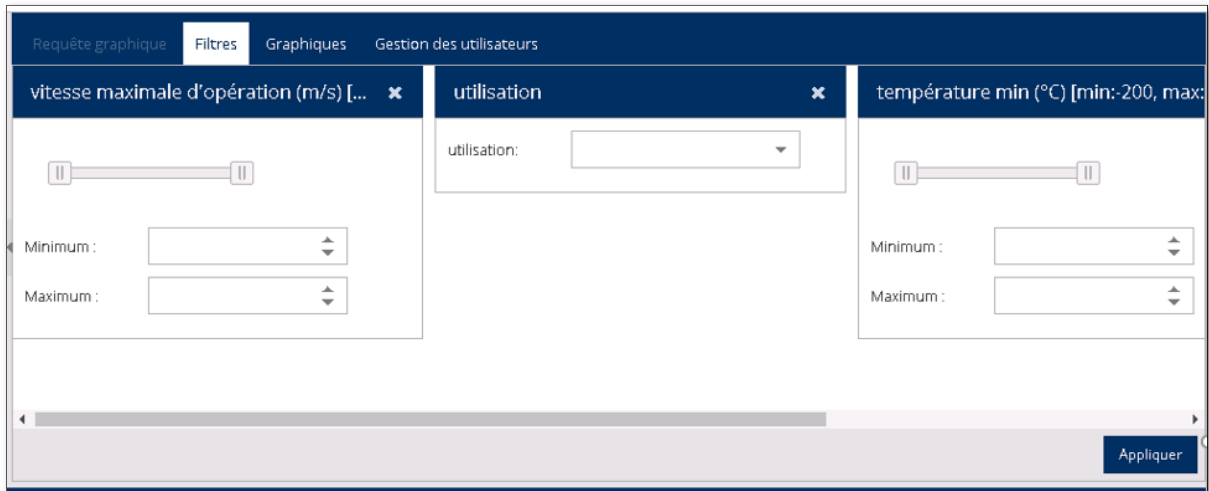 Requête graphique Filtres Graphiques Gestion des utilisateurs
vitesse maximale d'opération (m/s) [... utilisation température min (°C) [min:-200, max:
utilisation:
Minimum : Minimum :
Maximum : Maximum :
Appliquer